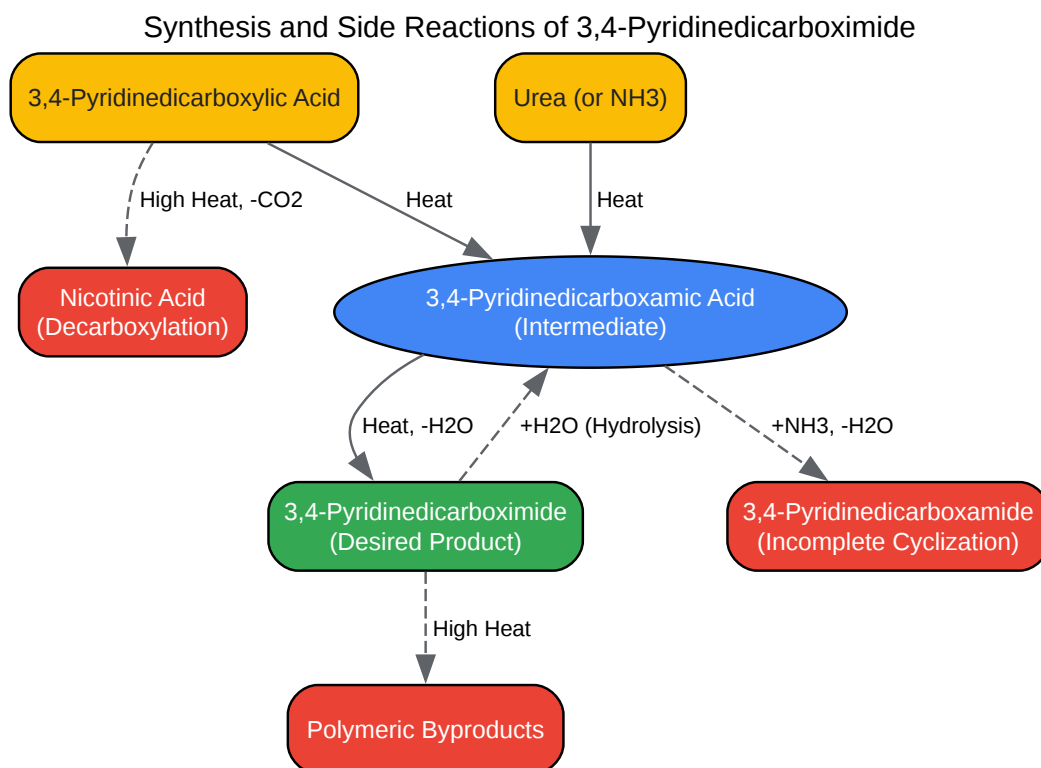 Synthesis and Side Reactions of 3,4-Pyridinedicarboximide
3,4-Pyridinedicarboxylic Acid
Urea (or NH3)
High Heat, -CO2
Heat
Heat
Nicotinic Acid
(Decarboxylation)
3,4-Pyridinedicarboxamic Acid
(Intermediate)
Heat, -H2O
+H2O (Hydrolysis)
+NH3, -H2O
3,4-Pyridinedicarboximide
(Desired Product)
3,4-Pyridinedicarboxamide
(Incomplete Cyclization)
High Heat
Polymeric Byproducts